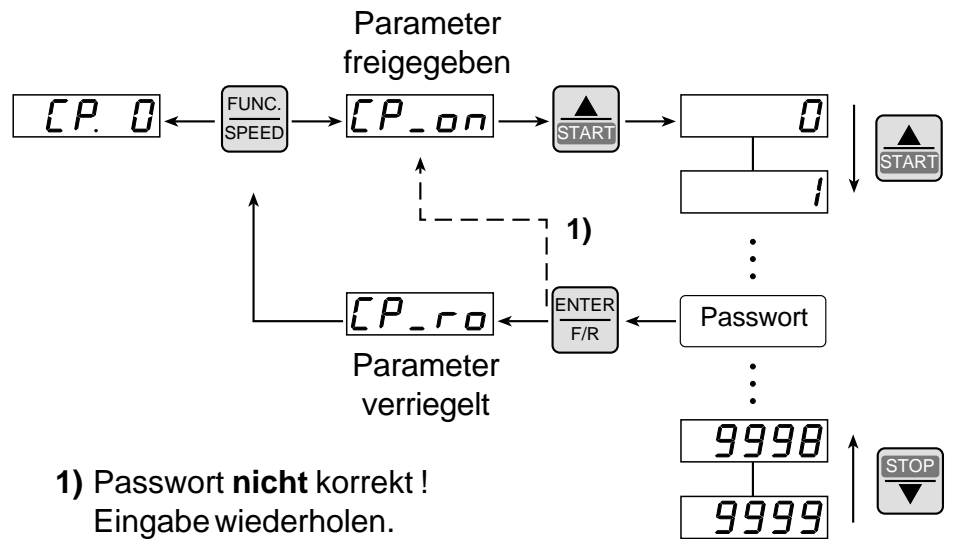 Parameter
freigegeben
CP. 0
FUNC.
SPEED
CP_on
START
0
START
1
1)
CP_ro
ENTER
F/R
Passwort
Parameter
verriegelt
9998
STOP
9999
1) Passwort nicht korrekt !
Eingabe wiederholen.